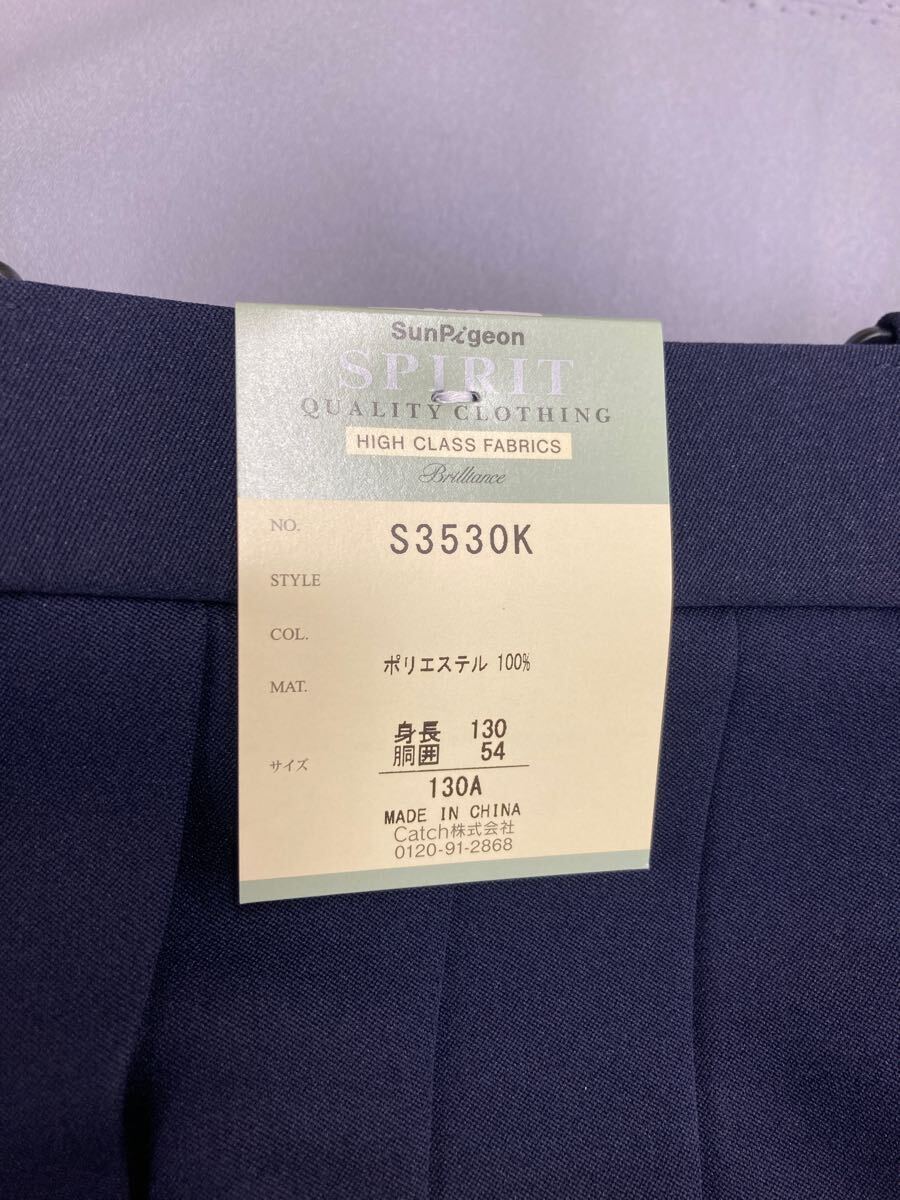 SunPigeon
SPIRIT
QUALITY CLOTHING
HIGH CLASS FABRICS
Brilliance
NO. S3530K
STYLE
COL.
MAT. ポリエステル 100%
サイズ 身長 130
胴囲 54
130A
MADE IN CHINA
Catch株式会社
0120-91-2868